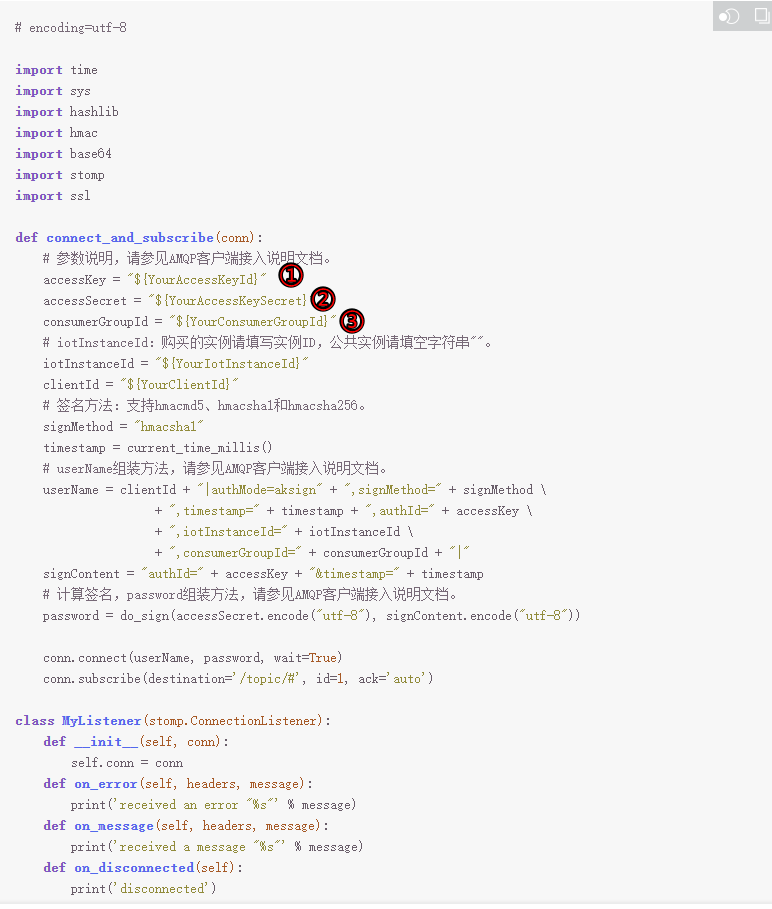 # encoding=utf-8
import time
import sys
import hashlib
import hmac
import base64
import stomp
import ssl
def connect_and_subscribe(conn):
# 参数说明，请参见AMQP客户端接入说明文档。
accessKey = "${YourAccessKeyId}" ①
accessSecret = "${YourAccessKeySecret} ②
consumerGroupId = "${YourConsumerGroupId}" ③
# iotInstanceId：购买的实例请填写实例ID，公共实例请填空字符串""。
iotInstanceId = "${YourIotInstanceId}"
clientId = "${YourClientId}"
# 签名方法：支持hmacmd5、hmacsha1和hmacsha256。
signMethod = "hmacsha1"
timestamp = current_time_millis()
# userName组装方法，请参见AMQP客户端接入说明文档。
userName = clientId + "|authMode=aksign" + ",signMethod=" + signMethod \
+ ",timestamp=" + timestamp + ",authId=" + accessKey \
+ ",iotInstanceId=" + iotInstanceId \
+ ",consumerGroupId=" + consumerGroupId + "|"
signContent = "authId=" + accessKey + "&timestamp=" + timestamp
# 计算签名，password组装方法，请参见AMQP客户端接入说明文档。
password = do_sign(accessSecret.encode("utf-8"), signContent.encode("utf-8"))
conn.connect(userName, password, wait=True)
conn.subscribe(destination='/topic/#', id=1, ack='auto')
class MyListener(stomp.ConnectionListener):
def __init__(self, conn):
self.conn = conn
def on_error(self, headers, message):
print('received an error "%s"' % message)
def on_message(self, headers, message):
print('received a message "%s"' % message)
def on_disconnected(self):
print('disconnected')